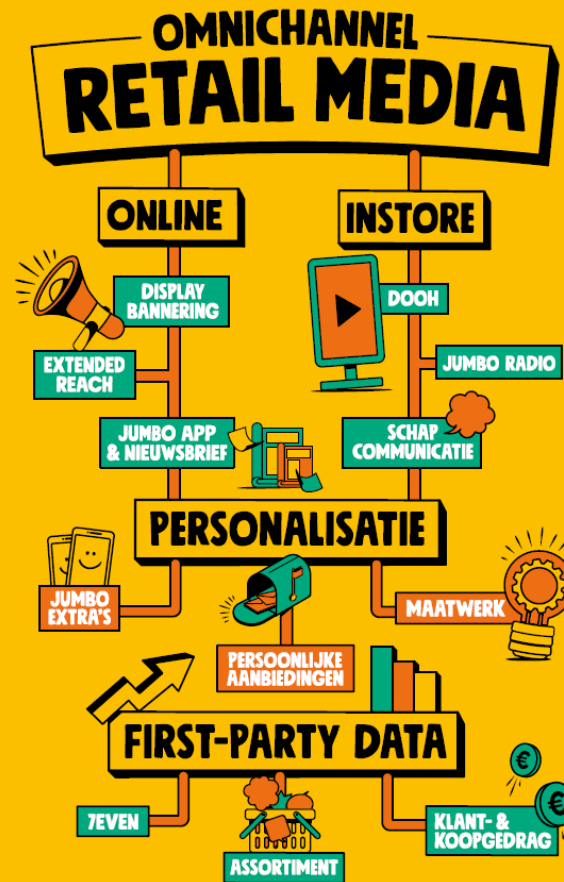 OMNICHANNEL
RETAIL MEDIA
ONLINE
INSTORE
DISPLAY
BANNERING
DOOH
EXTENDED
REACH
JUMBO RADIO
JUMBO APP
& NIEUWSBRIEF
SCHAP
COMMUNICATIE
PERSONALISATIE
JUMBO
EXTRA'S
MAATWERK
PERSOONLIJKE
AANBIEDINGEN
FIRST-PARTY DATA
7EVEN
KLANT- &
KOOPGEDRAG
ASSORTIMENT
€
€